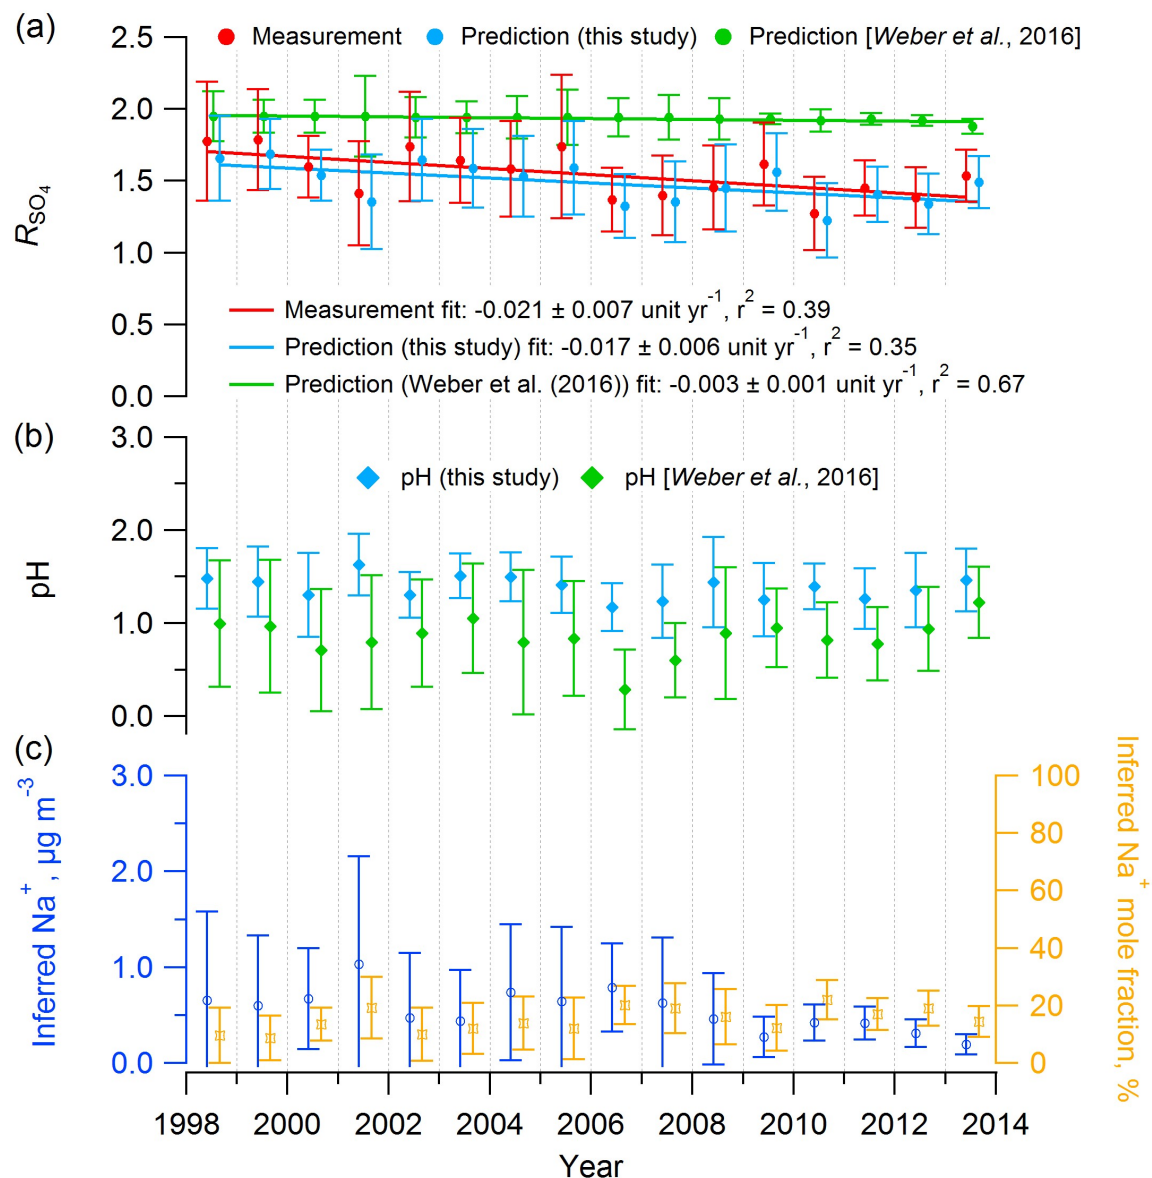 (a)
Measurement
Prediction (this study)
Prediction [Weber et al., 2016]
2.5
2.0
1.5
1.0
0.5
0.0
R_SO₄
Measurement fit: -0.021 ± 0.007 unit yr⁻¹, r² = 0.39
Prediction (this study) fit: -0.017 ± 0.006 unit yr⁻¹, r² = 0.35
Prediction (Weber et al. (2016)) fit: -0.003 ± 0.001 unit yr⁻¹, r² = 0.67
(b)
3.0
2.0
1.0
0.0
pH
pH (this study)
pH [Weber et al., 2016]
(c)
3.0
2.0
1.0
0.0
Inferred Na⁺, µg m⁻³
100
80
60
40
20
0
Inferred Na⁺ mole fraction, %
1998 2000 2002 2004 2006 2008 2010 2012 2014
Year